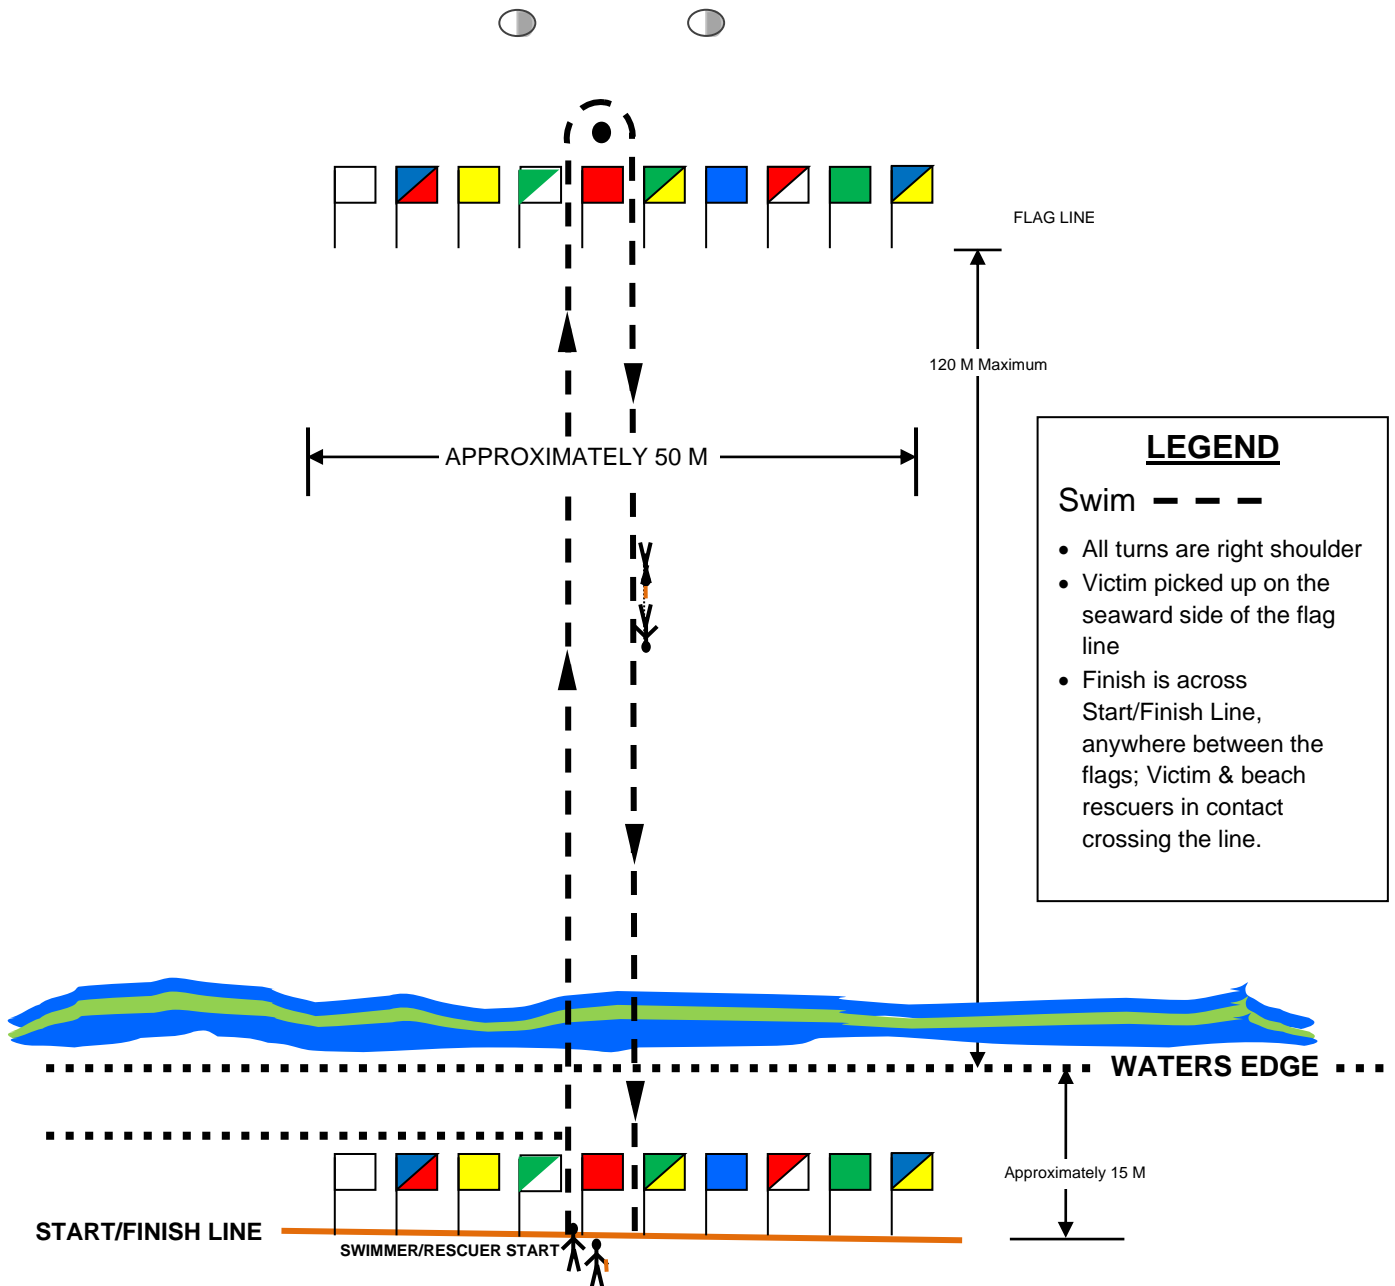 FLAG LINE
120 M Maximum
APPROXIMATELY 50 M
LEGEND
Swim
• All turns are right shoulder
• Victim picked up on the
seaward side of the flag
line
• Finish is across
Start/Finish Line,
anywhere between the
flags; Victim & beach
rescuers in contact
crossing the line.
WATERS EDGE
Approximately 15 M
START/FINISH LINE
SWIMMER/RESCUER START